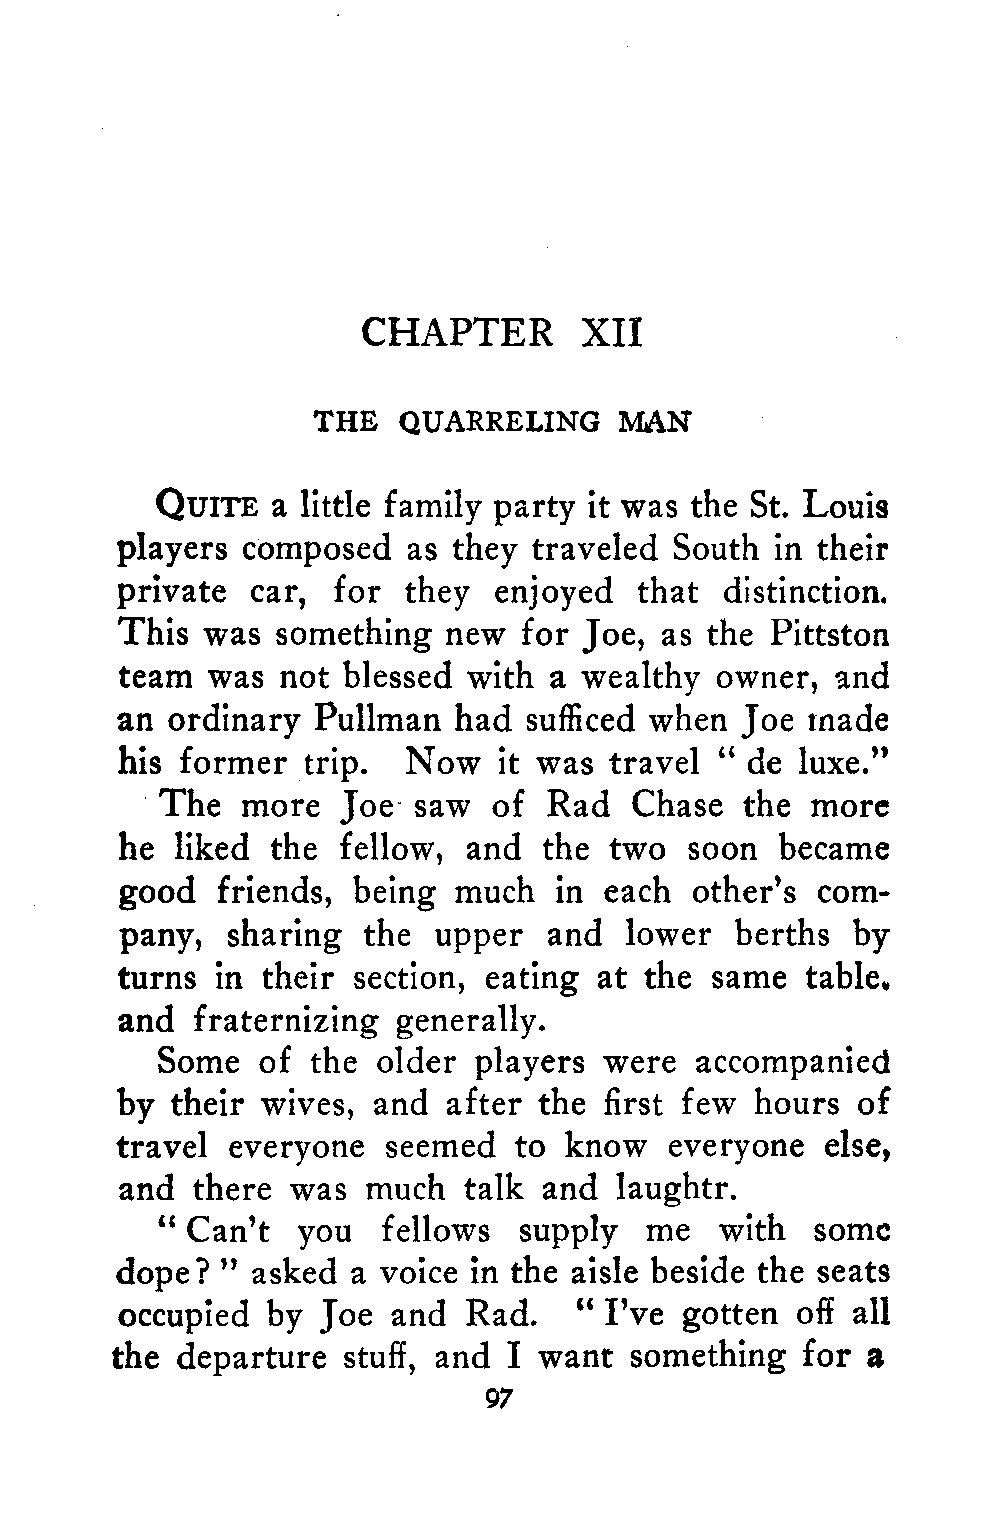 CHAPTER XII
THE QUARRELING MAN
QUITE a little family party it was the St. Louis
players composed as they traveled South in their
private car, for they enjoyed that distinction.
This was something new for Joe, as the Pittston
team was not blessed with a wealthy owner, and
an ordinary Pullman had sufficed when Joe made
his former trip. Now it was travel “ de luxe.”
The more Joe saw of Rad Chase the more
he liked the fellow, and the two soon became
good friends, being much in each other's com-
pany, sharing the upper and lower berths by
turns in their section, eating at the same table.
and fraternizing generally.
Some of the older players were accompanied
by their wives, and after the first few hours of
travel everyone seemed to know everyone else,
and there was much talk and laughtr.
“ Can't you fellows supply me with some
dope? ” asked a voice in the aisle beside the seats
occupied by Joe and Rad. “ I've gotten off all
the departure stuff, and I want something for a
97